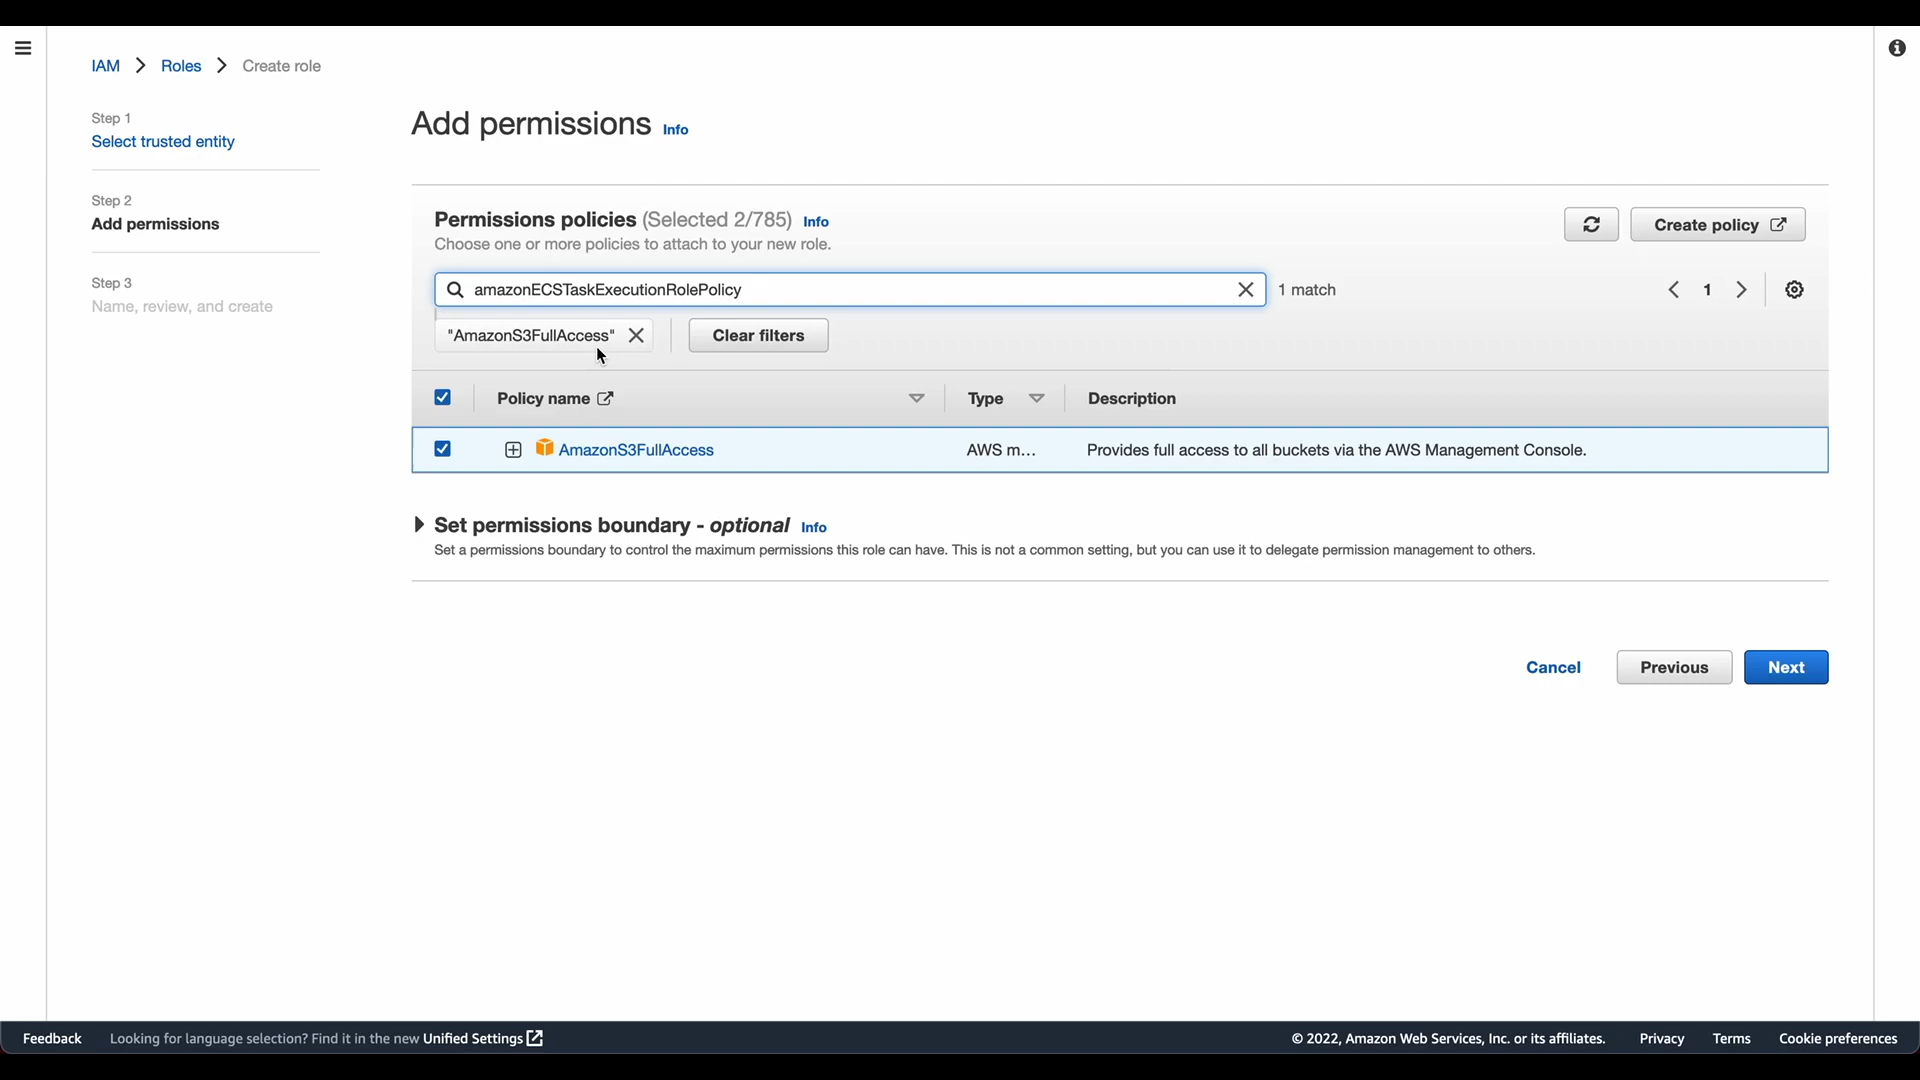 IAM > Roles > Create role
Step 1
Select trusted entity
Step 2
Add permissions
Step 3
Name, review, and create
Add permissions Info
Permissions policies (Selected 2/785) Info
Choose one or more policies to attach to your new role.
Create policy
amazonECSTaskExecutionRolePolicy
1 match
1
"AmazonS3FullAccess"
Clear filters
Policy name Type Description
AmazonS3FullAccess AWS m... Provides full access to all buckets via the AWS Management Console.
Set permissions boundary - optional Info
Set a permissions boundary to control the maximum permissions this role can have. This is not a common setting, but you can use it to delegate permission management to others.
Cancel Previous Next
Feedback Looking for language selection? Find it in the new Unified Settings © 2022, Amazon Web Services, Inc. or its affiliates. Privacy Terms Cookie preferences